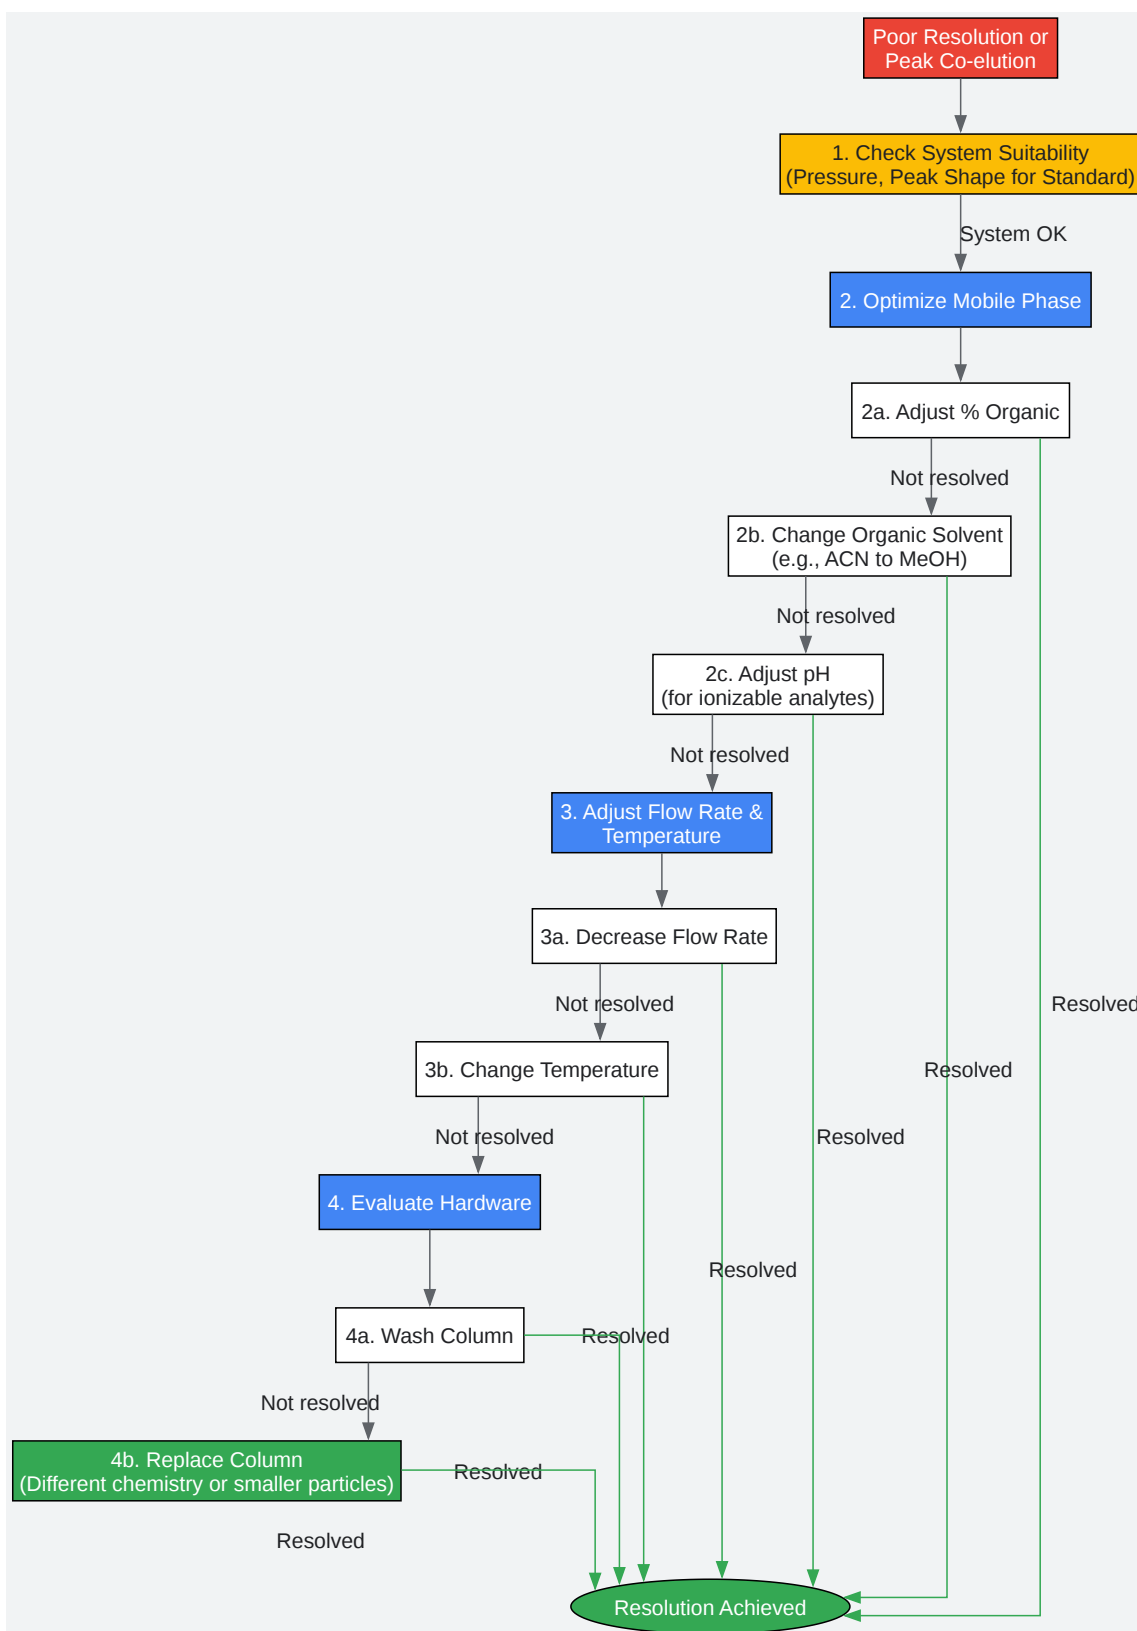 Poor Resolution or
Peak Co-elution
1. Check System Suitability
(Pressure, Peak Shape for Standard)
System OK
2. Optimize Mobile Phase
2a. Adjust % Organic
Not resolved
2b. Change Organic Solvent
(e.g., ACN to MeOH)
Not resolved
2c. Adjust pH
(for ionizable analytes)
Not resolved
3. Adjust Flow Rate &
Temperature
3a. Decrease Flow Rate
Not resolved
Resolved
3b. Change Temperature
Resolved
Not resolved
Resolved
4. Evaluate Hardware
Resolved
4a. Wash Column
Resolved
Not resolved
4b. Replace Column
(Different chemistry or smaller particles)
Resolved
Resolved
Resolution Achieved